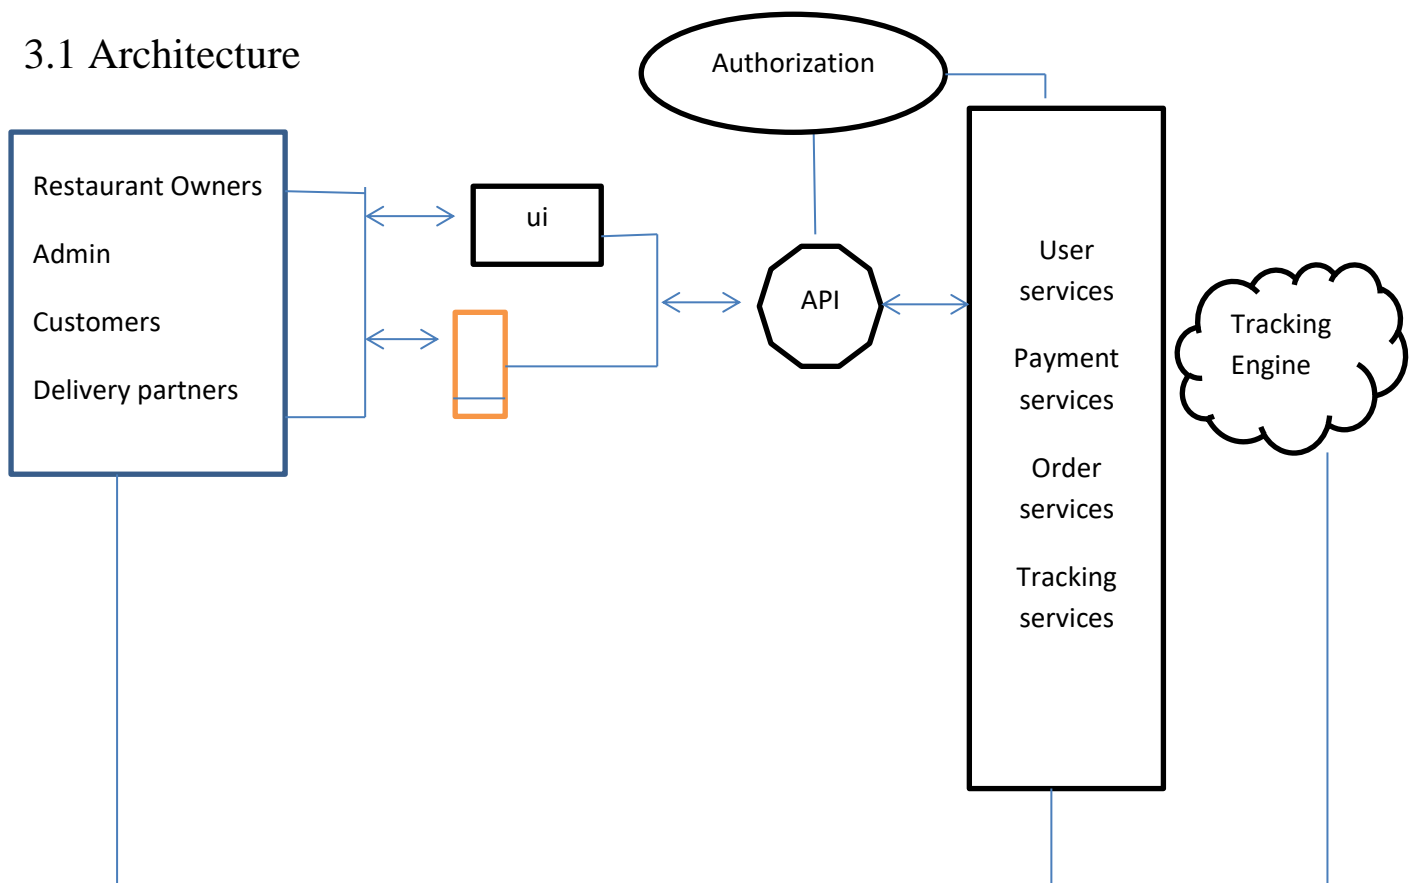 3.1 Architecture
Authorization
Restaurant Owners
Admin
Customers
Delivery partners
ui
API
User
services
Payment
services
Order
services
Tracking
services
Tracking
Engine